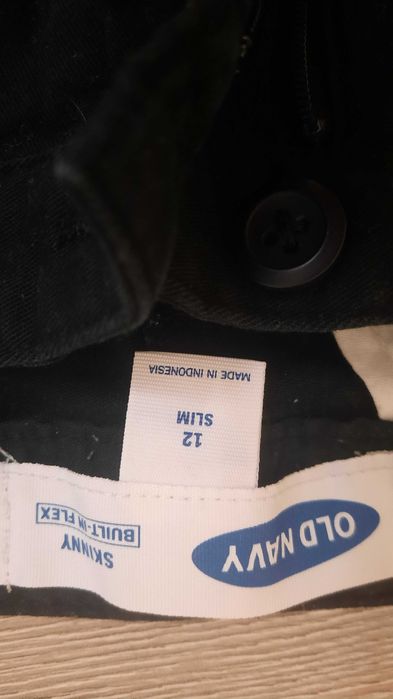 OLD NAVY
SKINNY
BUILT-IN FLEX
12
SLIM
MADE IN INDONESIA